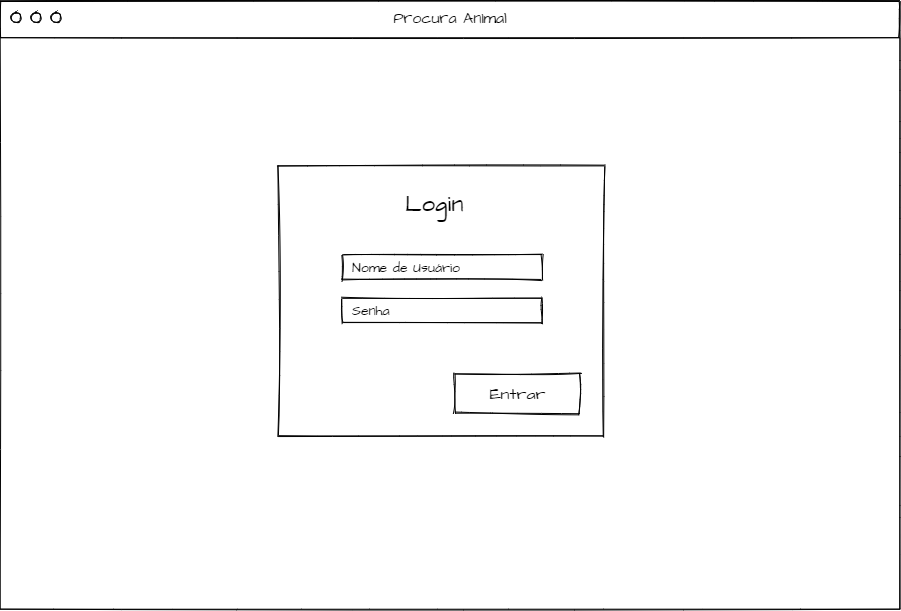 Procura Animal
Login
Nome de Usuário
Senha
Entrar